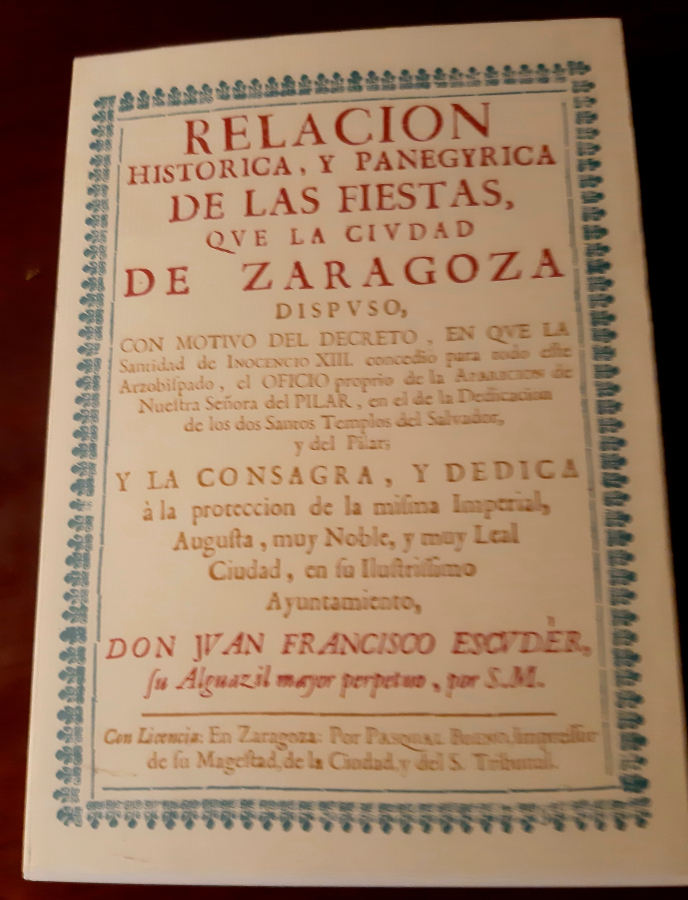 RELACION
HISTORICA, Y PANEGYRICA
DE LAS FIESTAS,
QVE LA CIVDAD
DE ZARAGOZA
DISPVSO,
CON MOTIVO DEL DECRETO, EN QVE LA
Santidad de INOCENCIO XIII. concedio para todo eſte
Arzobiſpado, el OFICIO proprio de la APARICION de
Nueſtra Señora del PILAR, en el de la Dedicacion
de los dos Santos Templos del Salvador,
y del Pilar;
Y LA CONSAGRA, Y DEDICA
à la proteccion de la miſma Imperial,
Auguſta, muy Noble, y muy Leal
Ciudad, en ſu Iluſtriſſimo
Ayuntamiento,
DON JVAN FRANCISCO ESCVDÈR,
ſu Alguazil mayor perpetuo, por S.M.
Con Licencia: En Zaragoza: Por PASQUAL BUENO, Impreſſor
de ſu Mageſtad, de la Ciudad, y del S. Tribunal.